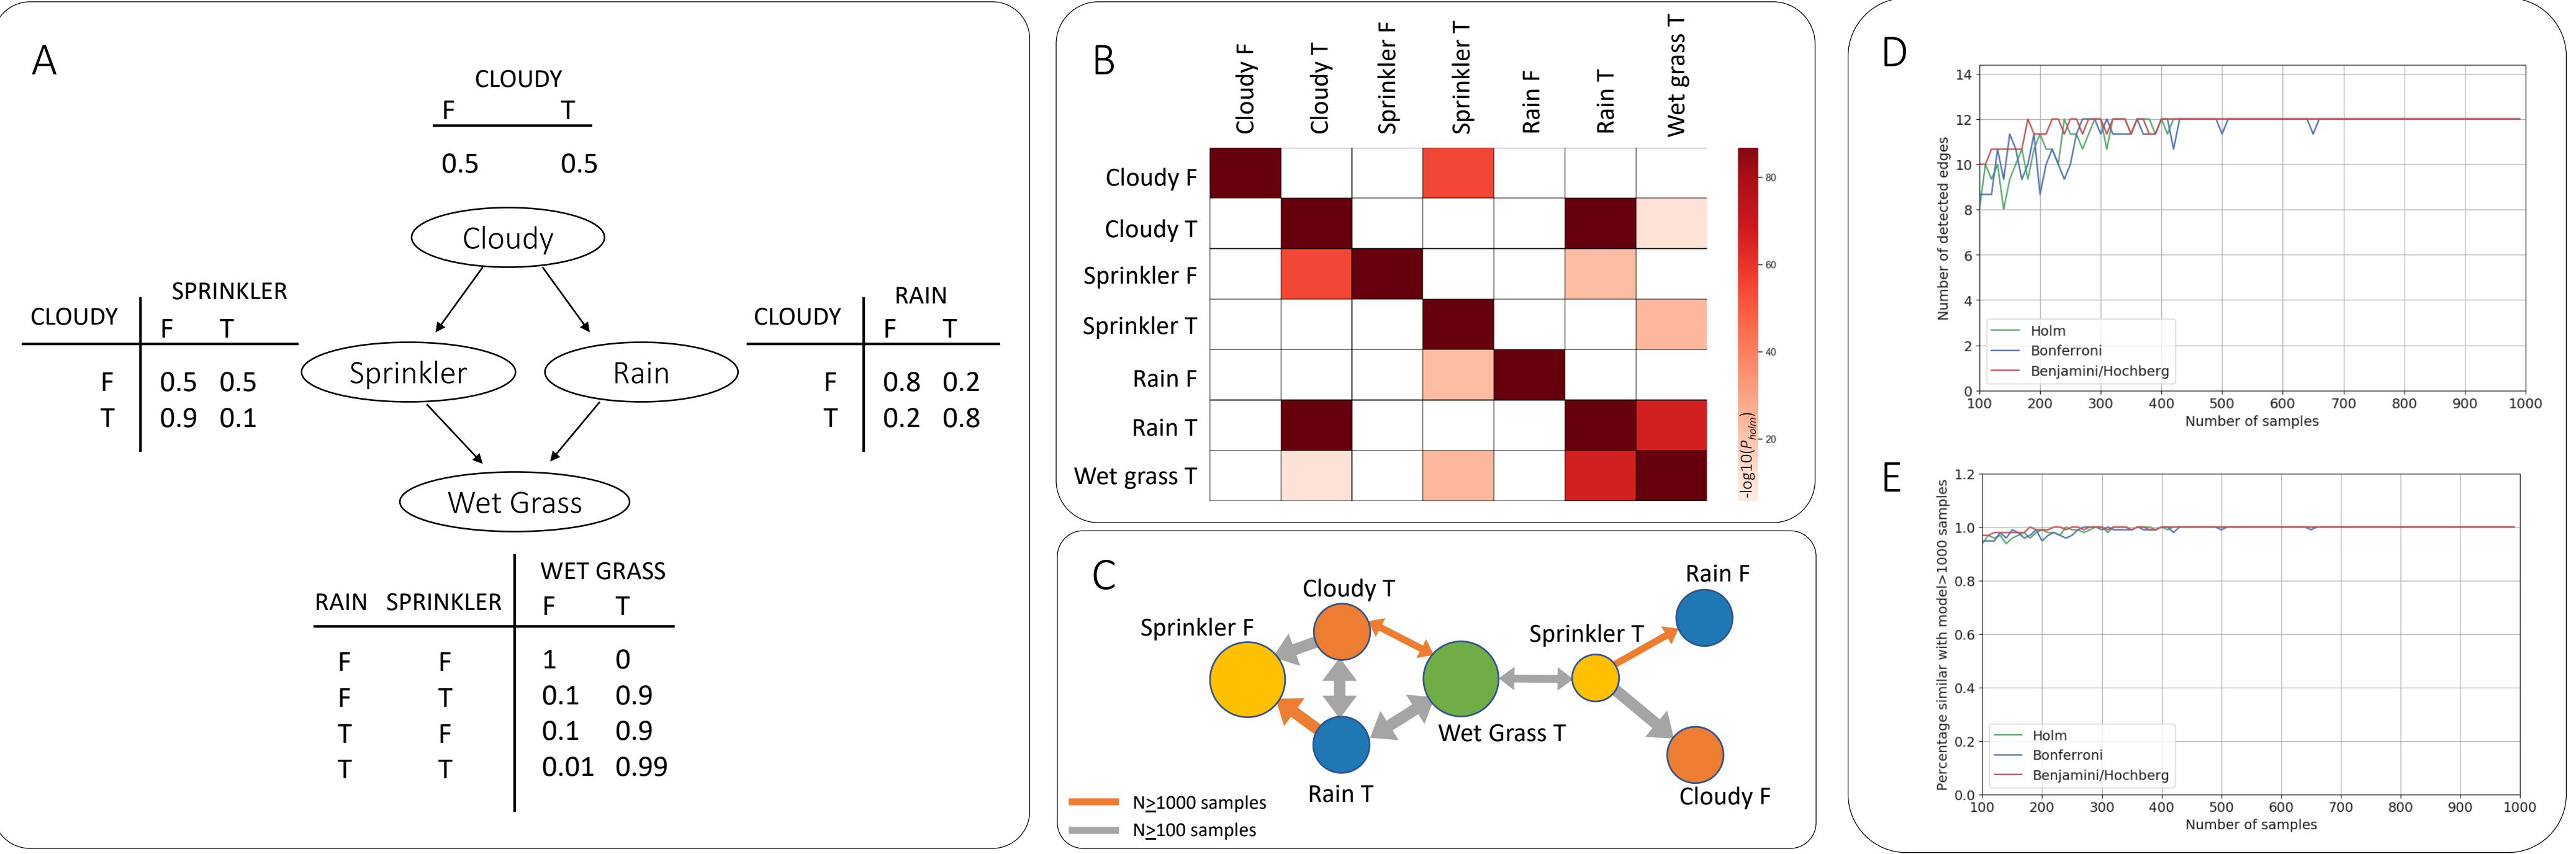 A
CLOUDY
F T
0.5 0.5
Cloudy
SPRINKLER
CLOUDY F T
F 0.5 0.5
T 0.9 0.1
RAIN
CLOUDY F T
F 0.8 0.2
T 0.2 0.8
Sprinkler
Rain
Wet Grass
WET GRASS
RAIN SPRINKLER F T
F F 1 0
F T 0.1 0.9
T F 0.1 0.9
T T 0.01 0.99
B
Cloudy F
Cloudy T
Sprinkler F
Sprinkler T
Rain F
Rain T
Wet grass T
Cloudy F
Cloudy T
Sprinkler F
Sprinkler T
Rain F
Rain T
Wet grass T
80
60
40
20
-log10(Pholm)
C
Rain F
Cloudy T
Sprinkler F
Sprinkler T
Wet Grass T
Rain T
Cloudy F
N≥1000 samples
N≥100 samples
D
Number of detected edges
14
12
10
8
6
4
2
0
Holm
Bonferroni
Benjamini/Hochberg
100 200 300 400 500 600 700 800 900 1000
Number of samples
E
Percentage similar with model>1000 samples
1.2
1.0
0.8
0.6
0.4
0.2
0.0
Holm
Bonferroni
Benjamini/Hochberg
100 200 300 400 500 600 700 800 900 1000
Number of samples